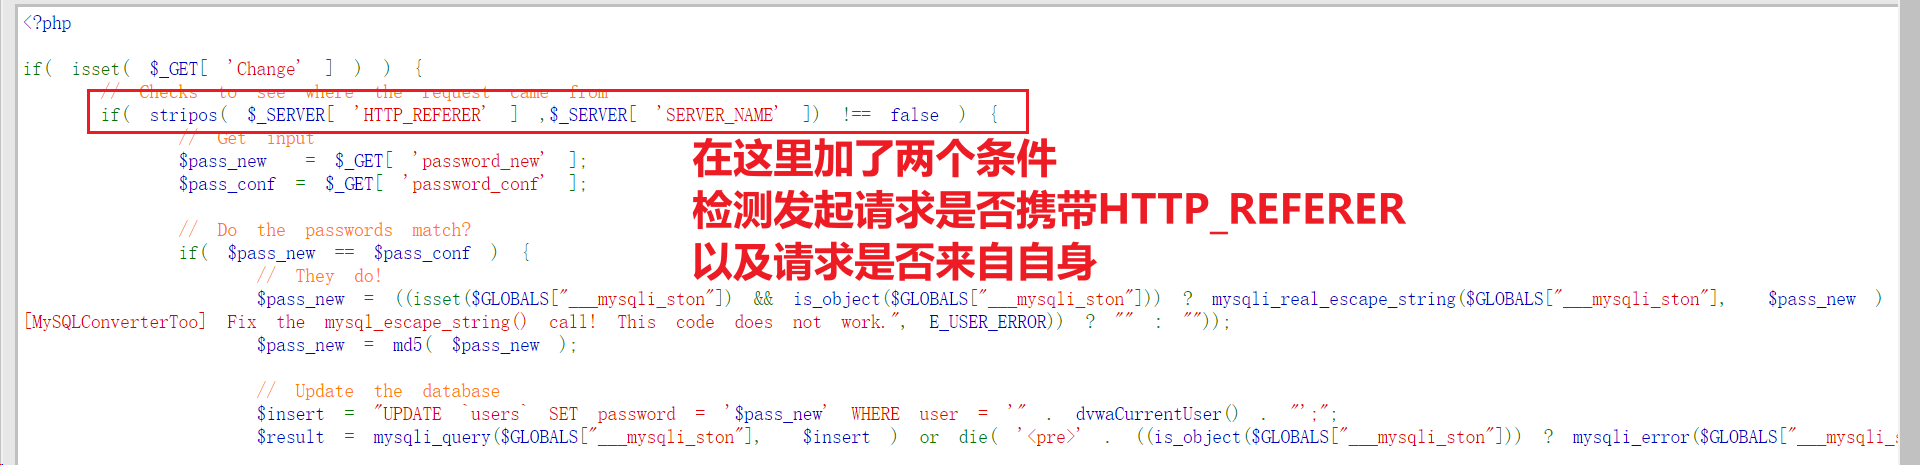 <?php
if( isset( $_GET[ 'Change' ] ) ) {
// Checks to see where the request came from
if( stripos( $_SERVER[ 'HTTP_REFERER' ] ,$_SERVER[ 'SERVER_NAME' ]) !== false ) {
// Get input
$pass_new = $_GET[ 'password_new' ];
$pass_conf = $_GET[ 'password_conf' ];
在这里加了两个条件
检测发起请求是否携带HTTP_REFERER
以及请求是否来自自身
// Do the passwords match?
if( $pass_new == $pass_conf ) {
// They do!
$pass_new = ((isset($GLOBALS["___mysqli_ston"]) && is_object($GLOBALS["___mysqli_ston"])) ? mysqli_real_escape_string($GLOBALS["___mysqli_ston"], $pass_new )
[MySQLConverterToo] Fix the mysql_escape_string() call! This code does not work.", E_USER_ERROR)) ? "" : ""));
$pass_new = md5( $pass_new );
// Update the database
$insert = "UPDATE `users` SET password = '$pass_new' WHERE user = '" . dvwaCurrentUser() . "';";
$result = mysqli_query($GLOBALS["___mysqli_ston"], $insert ) or die( '<pre>' . ((is_object($GLOBALS["___mysqli_ston"])) ? mysqli_error($GLOBALS["___mysqli_s